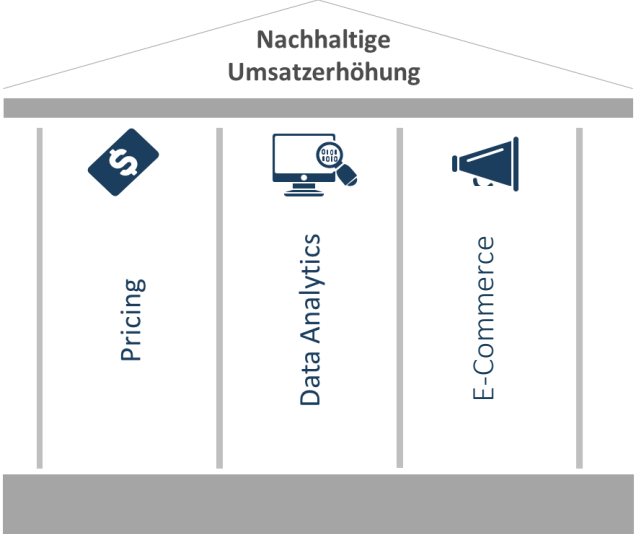 Nachhaltige
Umsatzerhöhung
Pricing
Data Analytics
E-Commerce